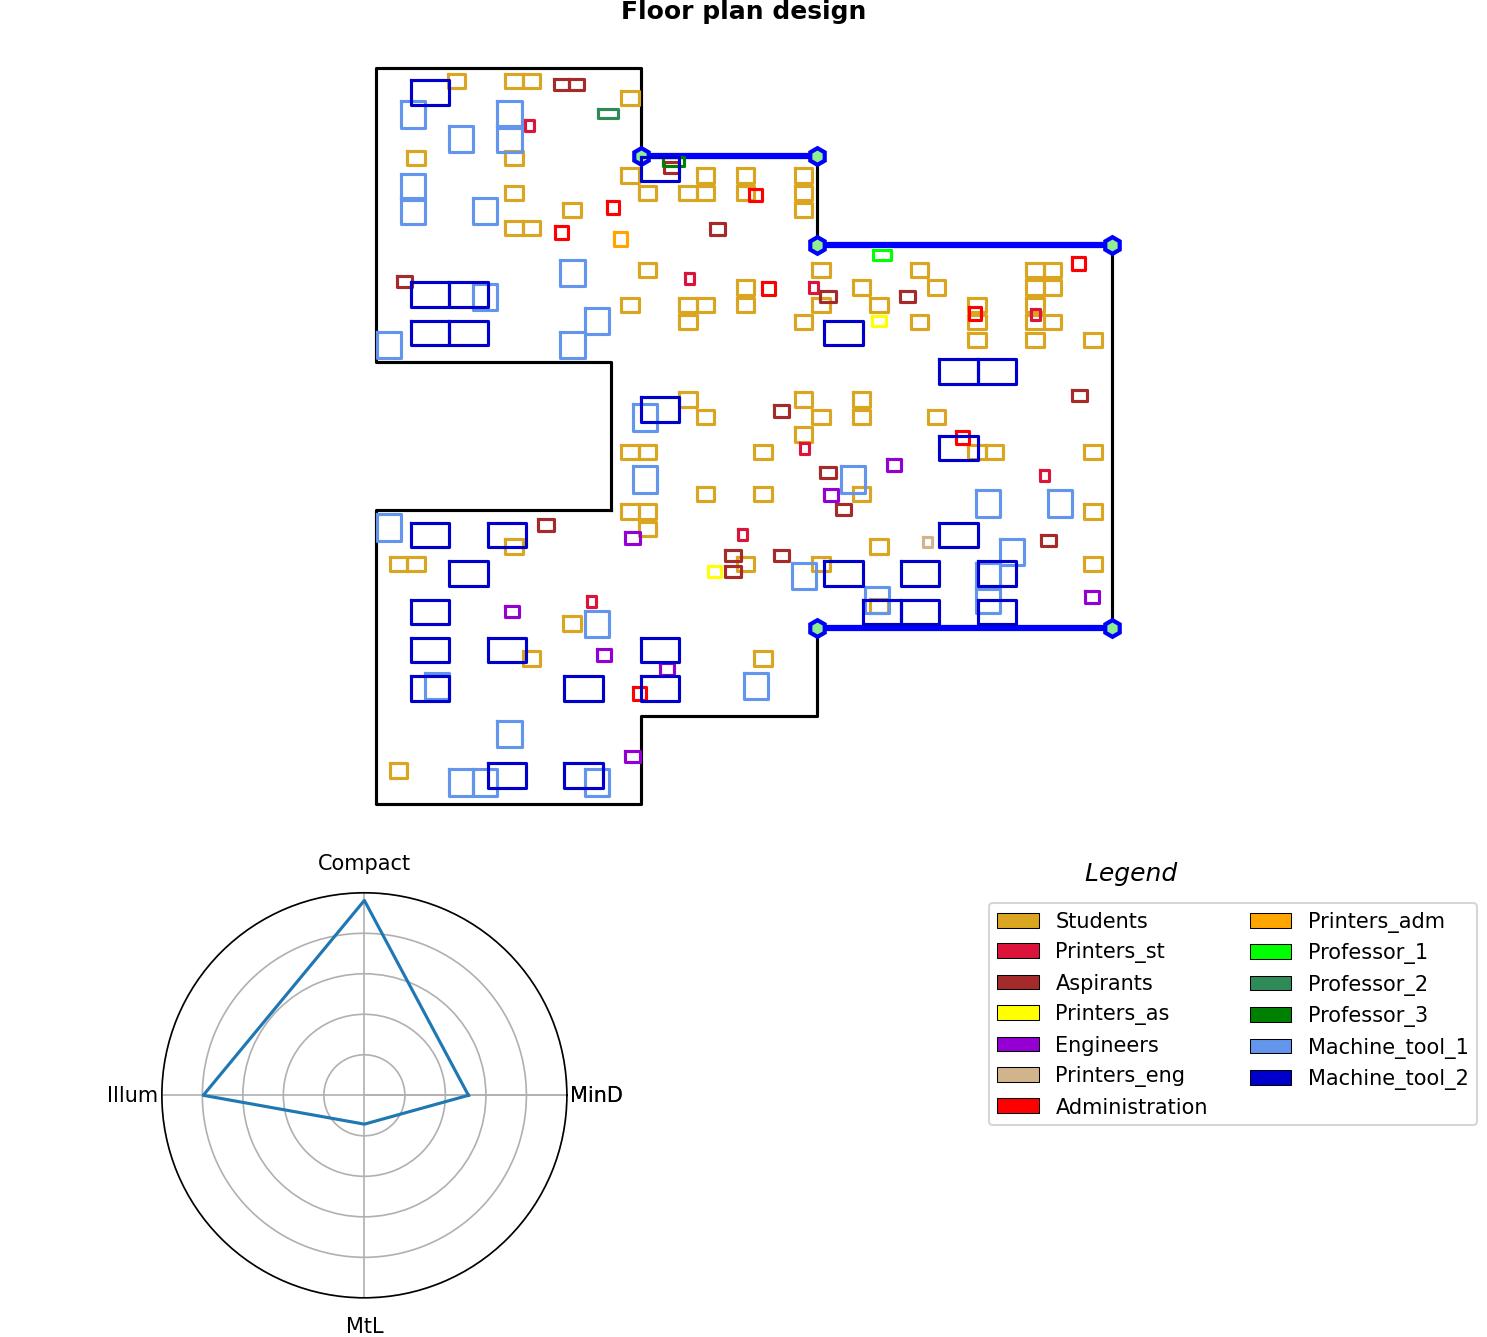 Floor plan design
Compact
Illum
MinD
MtL
Legend
Students
Printers_st
Aspirants
Printers_as
Engineers
Printers_eng
Administration
Printers_adm
Professor_1
Professor_2
Professor_3
Machine_tool_1
Machine_tool_2